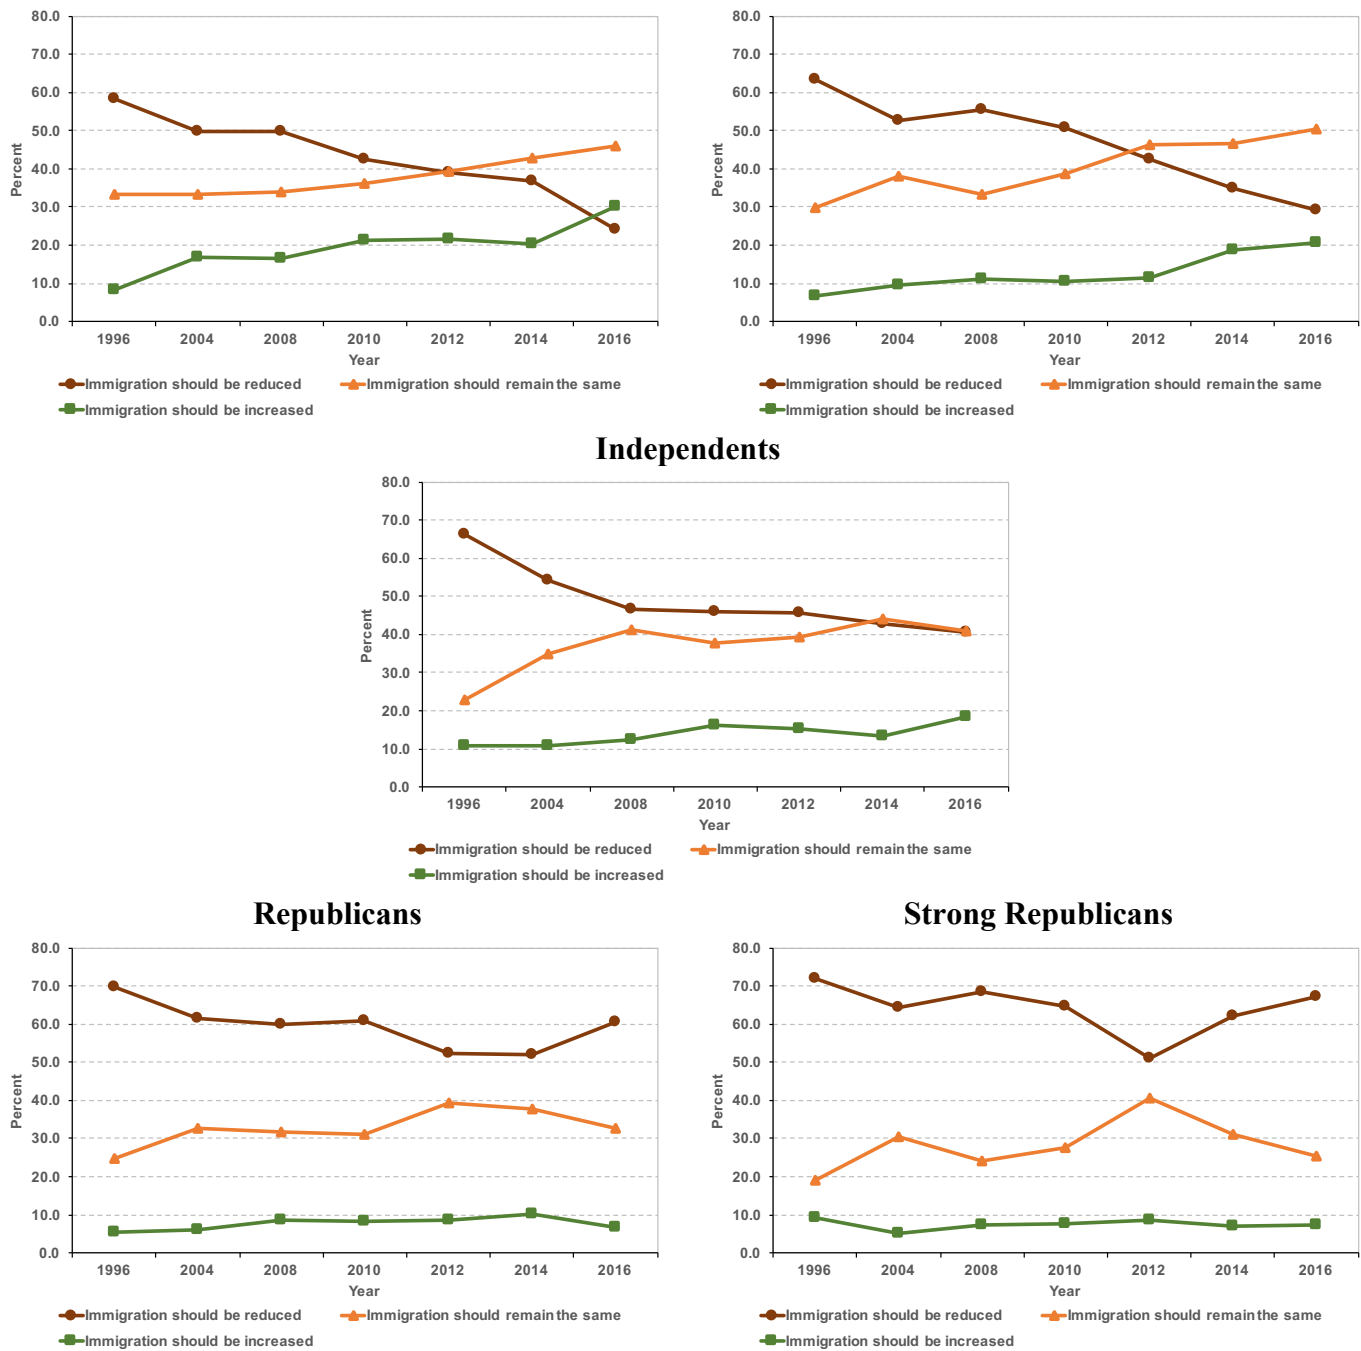 80.0
70.0
60.0
50.0
40.0
30.0
20.0
10.0
0.0
Percent
1996 2004 2008 2010 2012 2014 2016
Year
Immigration should be reduced Immigration should remain the same
Immigration should be increased
80.0
70.0
60.0
50.0
40.0
30.0
20.0
10.0
0.0
Percent
1996 2004 2008 2010 2012 2014 2016
Year
Immigration should be reduced Immigration should remain the same
Immigration should be increased
Independents
80.0
70.0
60.0
50.0
40.0
30.0
20.0
10.0
0.0
Percent
1996 2004 2008 2010 2012 2014 2016
Year
Immigration should be reduced Immigration should remain the same
Immigration should be increased
Republicans
80.0
70.0
60.0
50.0
40.0
30.0
20.0
10.0
0.0
Percent
1996 2004 2008 2010 2012 2014 2016
Year
Immigration should be reduced Immigration should remain the same
Immigration should be increased
Strong Republicans
80.0
70.0
60.0
50.0
40.0
30.0
20.0
10.0
0.0
Percent
1996 2004 2008 2010 2012 2014 2016
Year
Immigration should be reduced Immigration should remain the same
Immigration should be increased